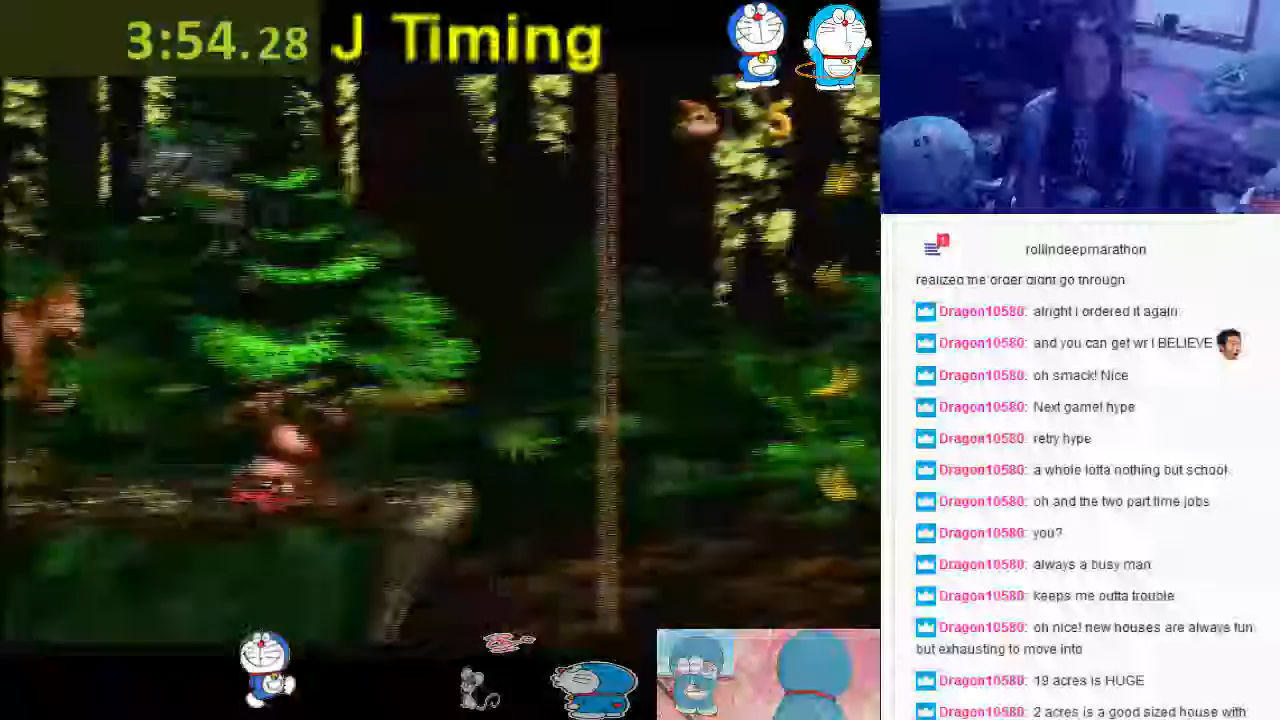 3:54.28 J Timing
1
rollindeepmarathon
realized the order didnt go through
Dragon10580: alright i ordered it again
Dragon10580: and you can get wr I BELIEVE
Dragon10580: oh smack! Nice
Dragon10580: Next game! hype
Dragon10580: retry hype
Dragon10580: a whole lotta nothing but school
Dragon10580: oh and the two part time jobs
Dragon10580: you?
Dragon10580: always a busy man
Dragon10580: keeps me outta trouble
Dragon10580: oh nice! new houses are always fun
but exhausting to move into
Dragon10580: 19 acres is HUGE
Dragon10580: 2 acres is a good sized house with